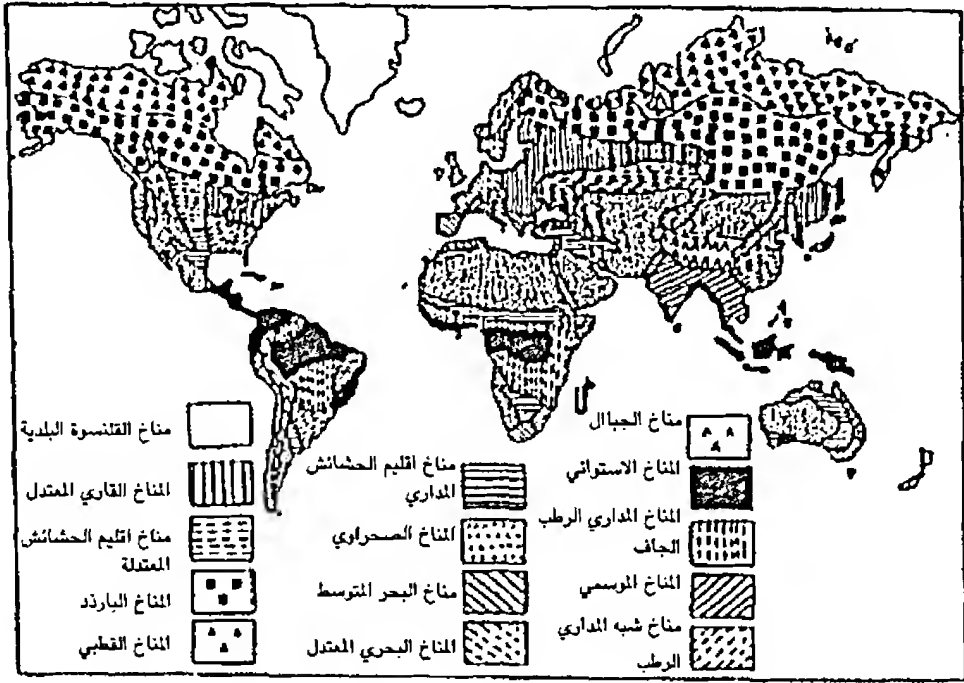 مناخ الجباال
المناخ الاستوائي
المناخ المداري الرطب
الجاف
المناخ الموسمي
مناخ شبه المداري
الرطب
مناخ اقليم الحشائش
المداري
المناخ الصحراوي
مناخ البحر المتوسط
المناخ البحري المعتدل
مناخ القلنسوة البلدية
المناخ القاري المعتدل
مناخ اقليم الحشائش
المعتدلة
المناخ البارذد
المناخ القطبي